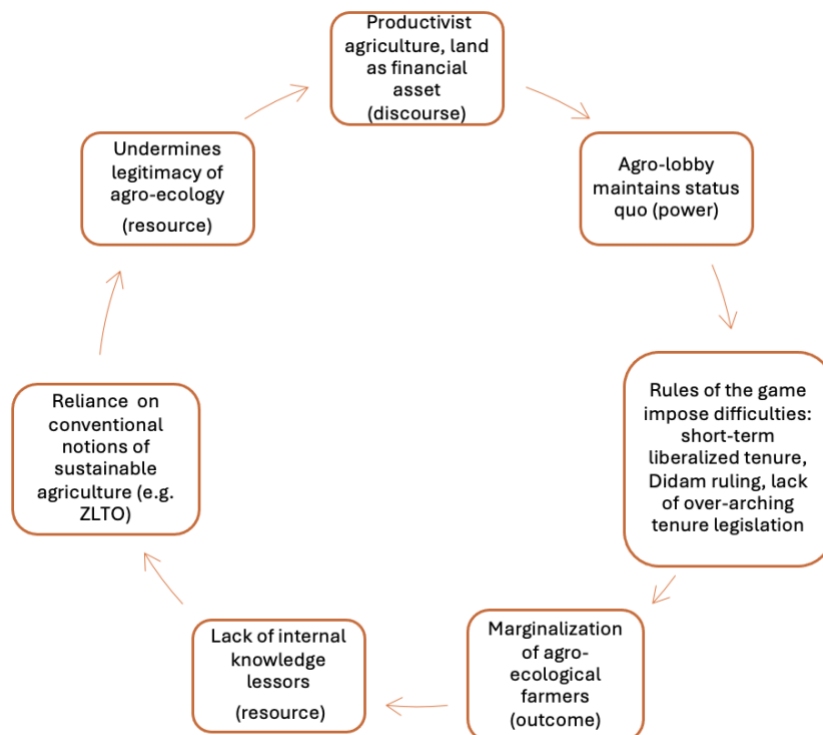 Productivist
agriculture, land
as financial
asset
(discourse)
Agro-lobby
maintains status
quo (power)
Rules of the game
impose difficulties:
short-term
liberalized tenure,
Didam ruling, lack
of over-arching
tenure legislation
Marginalization
of agro-
ecological
farmers
(outcome)
Lack of internal
knowledge
lessors
(resource)
Reliance on
conventional
notions of
sustainable
agriculture (e.g.
ZLTO)
Undermines
legitimacy of
agro-ecology
(resource)